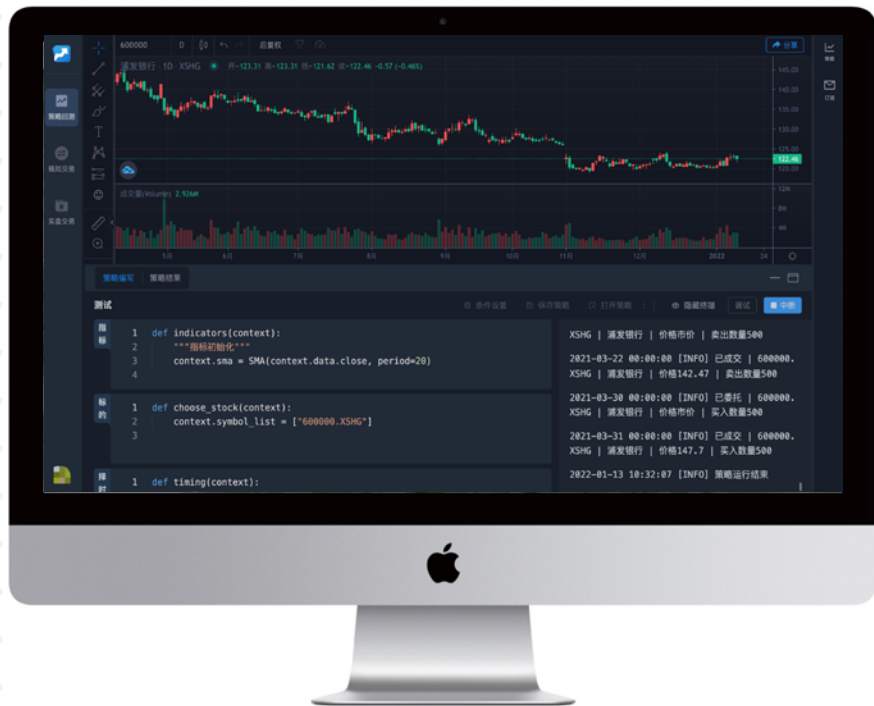 600000 D 后复权 分享
浦发银行 · 1D · XSHG 开=123.31 高=123.31 低=121.62 收=122.46 -0.57 (-0.46%)
145.00
140.00
135.00
130.00
125.00
122.46
120.00
成交量(Volume) 2.926M
12M
8M
4M
5月 6月 7月 8月 9月 10月 11月 12月 2022 24
策略回测
模拟交易
实盘交易
订阅
策略编写 策略结果
测试 条件设置 保存策略 打开策略 隐藏终端 调试 中断
指标
1 def indicators(context):
2 """指标初始化"""
3 context.sma = SMA(context.data.close, period=20)
4
标的
1 def choose_stock(context):
2 context.symbol_list = ["600000.XSHG"]
3
择时
1 def timing(context):
XSHG | 浦发银行 | 价格市价 | 卖出数量500
2021-03-22 00:00:00 [INFO] 已成交 | 600000.
XSHG | 浦发银行 | 价格142.47 | 卖出数量500
2021-03-30 00:00:00 [INFO] 已委托 | 600000.
XSHG | 浦发银行 | 价格市价 | 买入数量500
2021-03-31 00:00:00 [INFO] 已成交 | 600000.
XSHG | 浦发银行 | 价格147.7 | 买入数量500
2022-01-13 10:32:07 [INFO] 策略运行结束